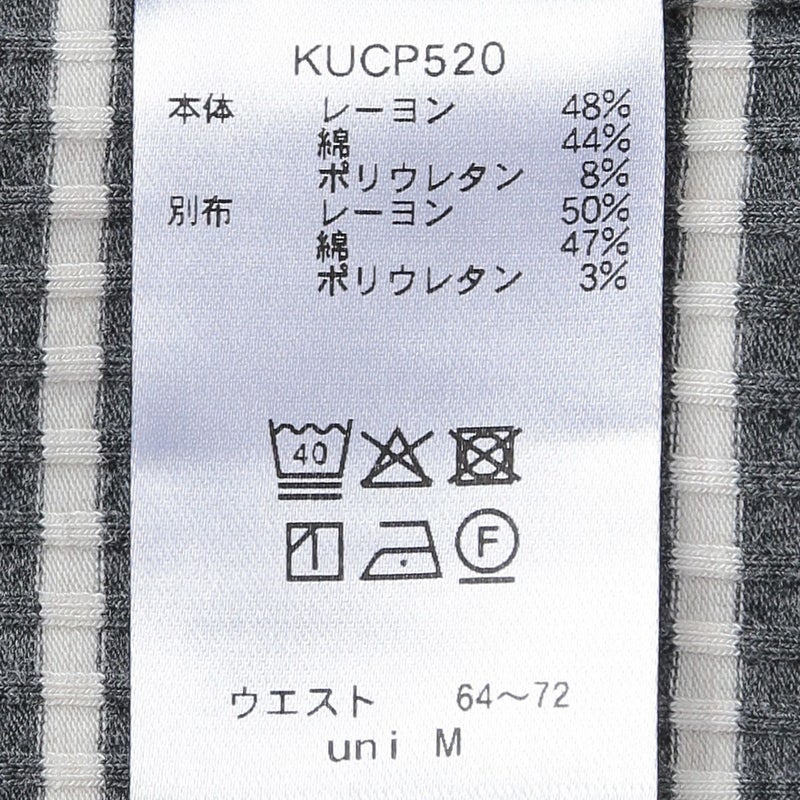 KUCP520
本体 レーヨン 48%
綿 44%
ポリウレタン 8%
別布 レーヨン 50%
綿 47%
ポリウレタン 3%
40
F
ウエスト 64〜72
uni M